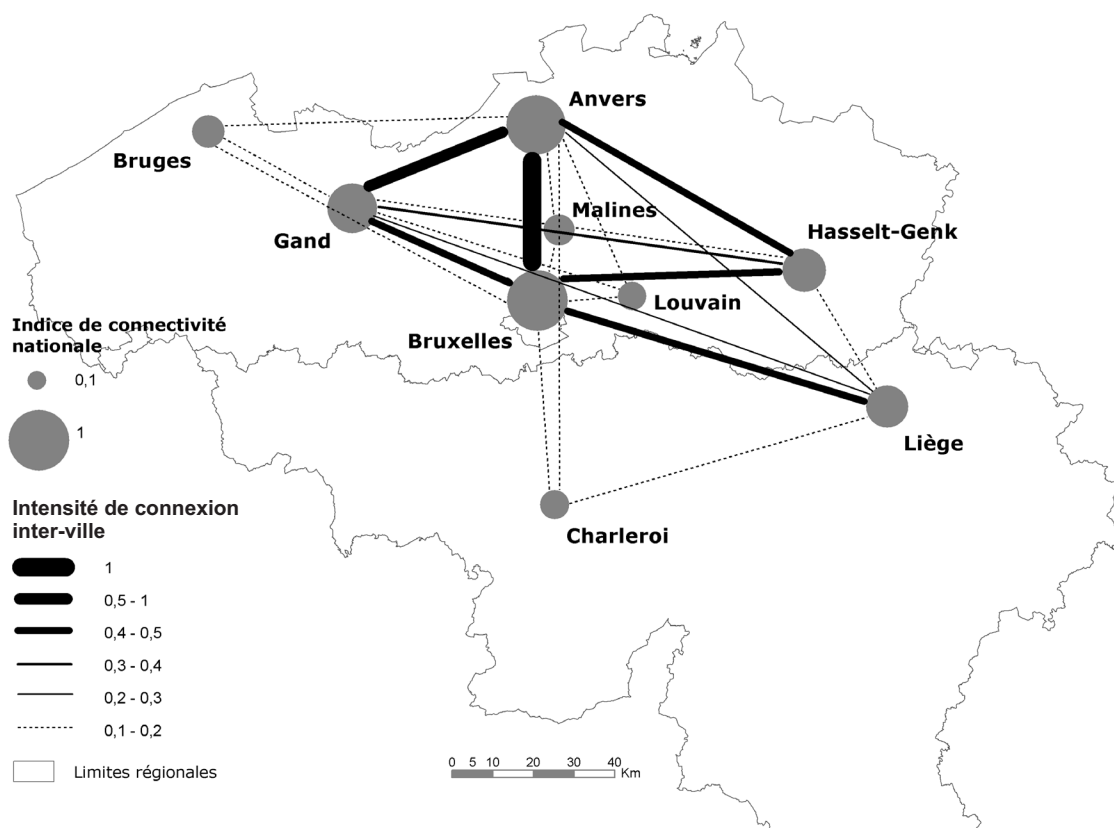 Anvers
Bruges
Malines
Gand
Hasselt-Genk
Louvain
Bruxelles
Liège
Charleroi
Indice de connectivité
nationale
0,1
1
Intensité de connexion
inter-ville
1
0,5 - 1
0,4 - 0,5
0,3 - 0,4
0,2 - 0,3
0,1 - 0,2
Limites régionales
0 5 10 20 30 40
Km